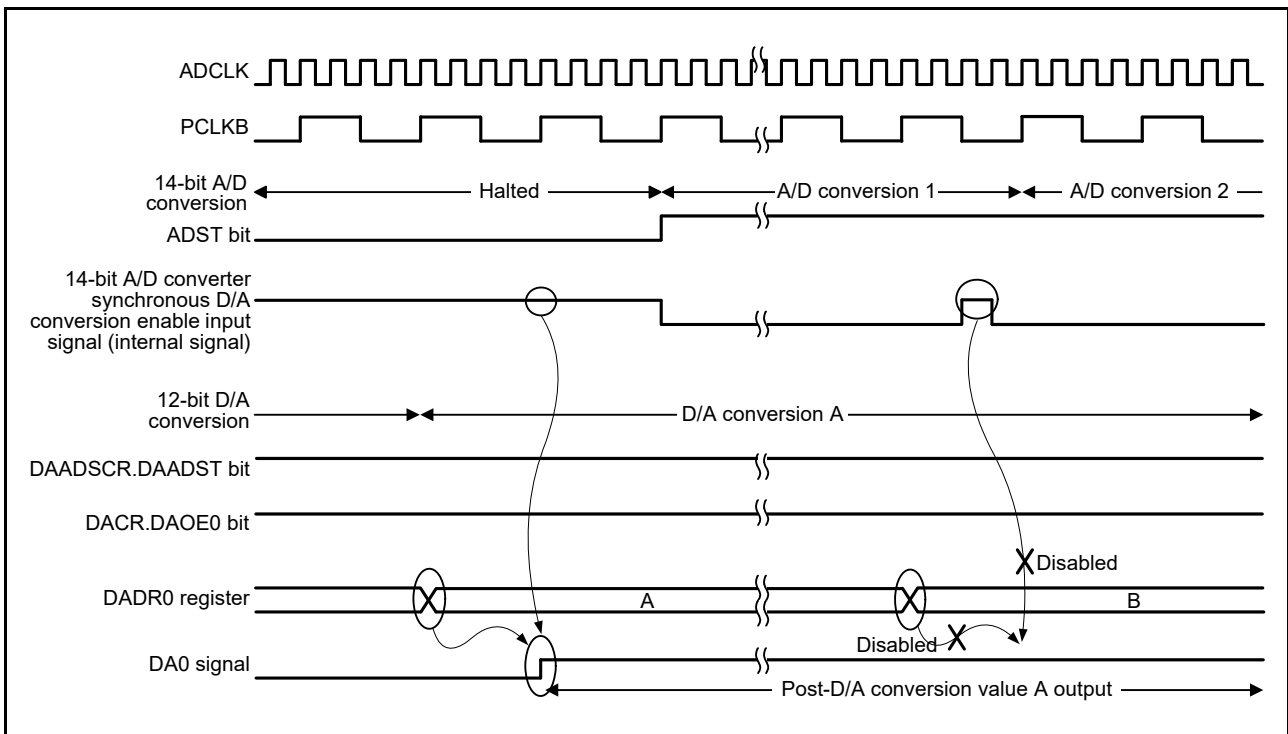 ADCLK
PCLKB
14-bit A/D
conversion
Halted
A/D conversion 1
A/D conversion 2
ADST bit
14-bit A/D converter
synchronous D/A
conversion enable input
signal (internal signal)
12-bit D/A
conversion
D/A conversion A
DAADSCR.DAADST bit
DACR.DAOE0 bit
Disabled
DADR0 register
A
B
Disabled
DA0 signal
Post-D/A conversion value A output